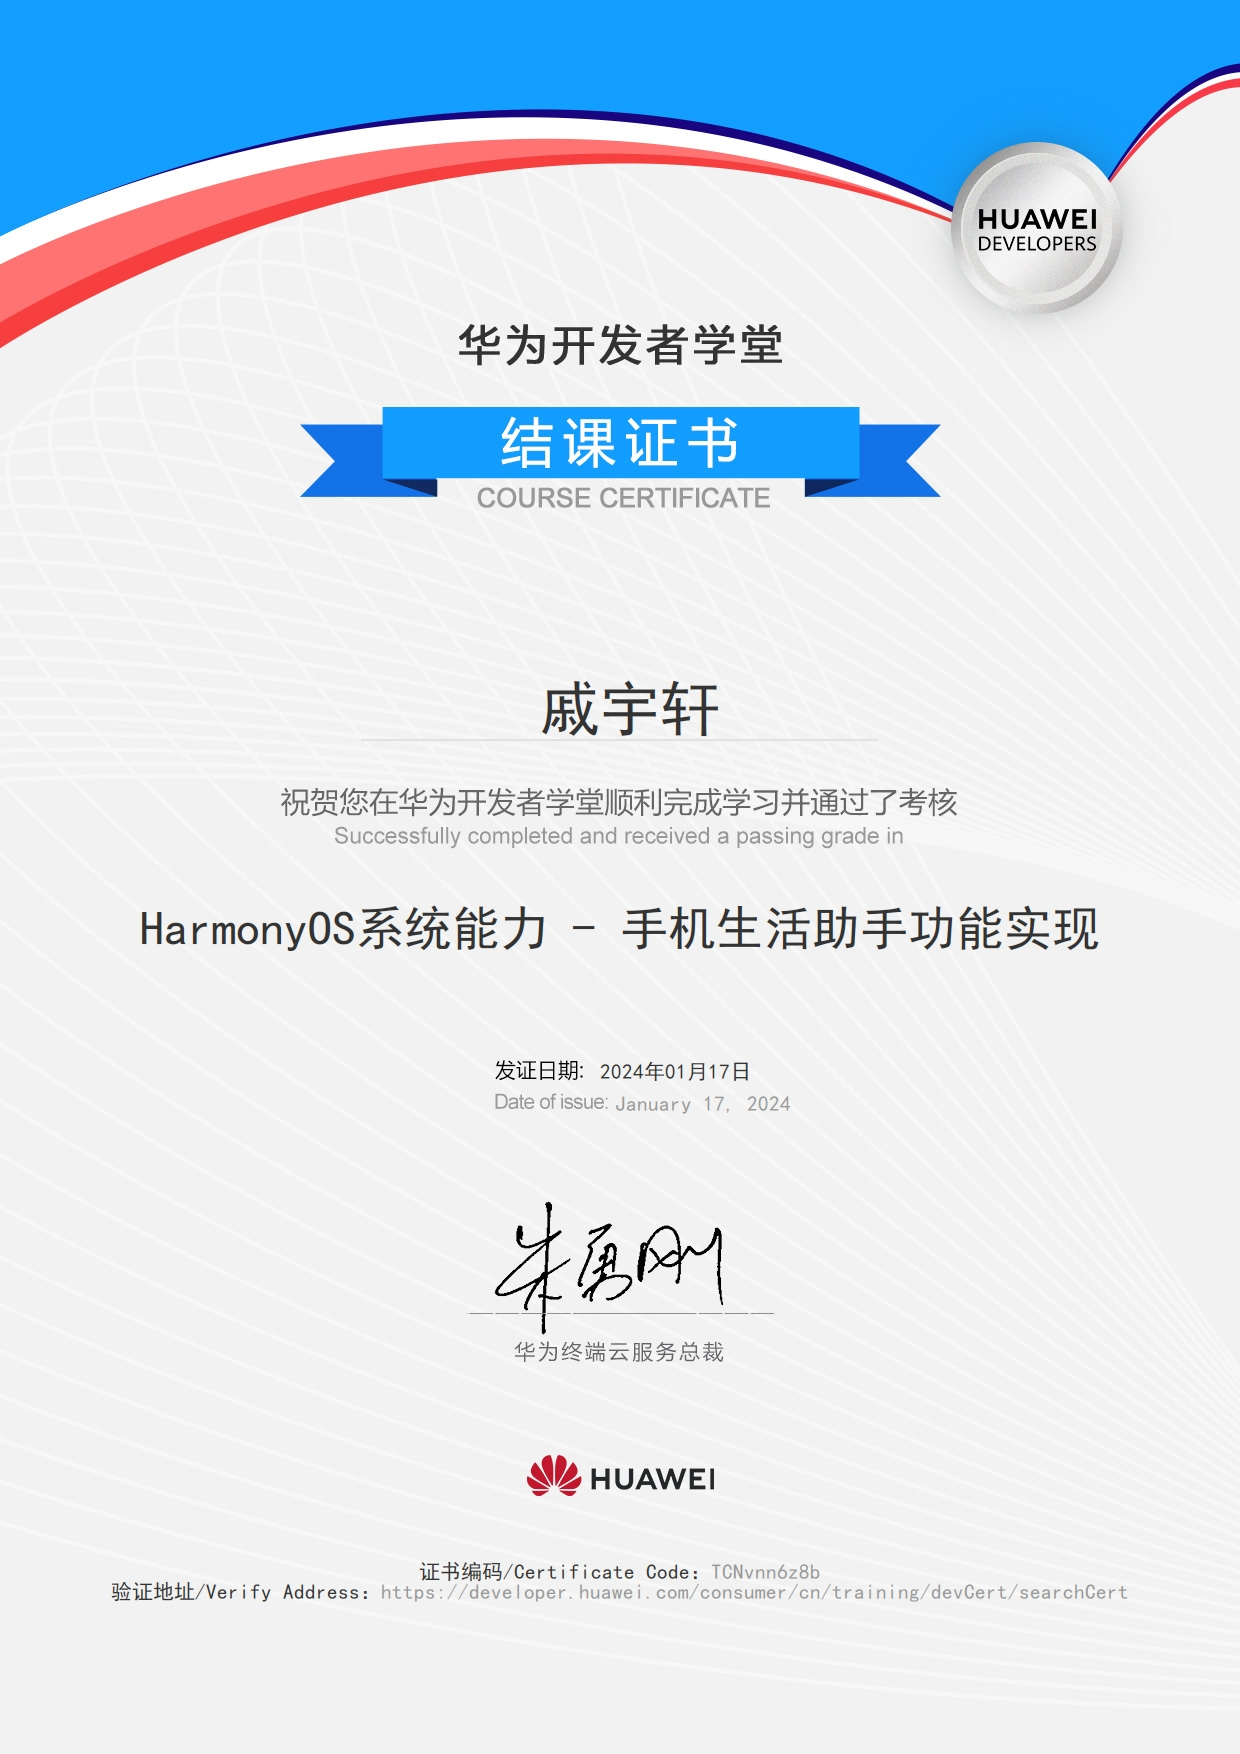 HUAWEI
DEVELOPERS
华为开发者学堂
结课证书
COURSE CERTIFICATE
戚宇轩
祝贺您在华为开发者学堂顺利完成学习并通过了考核
Successfully completed and received a passing grade in
HarmonyOS系统能力 - 手机生活助手功能实现
发证日期: 2024年01月17日
Date of issue: January 17, 2024
朱勇刚
华为终端云服务总裁
HUAWEI
证书编码/Certificate Code: TCNvnn6z8b
验证地址/Verify Address: https://developer.huawei.com/consumer/cn/training/devCert/searchCert